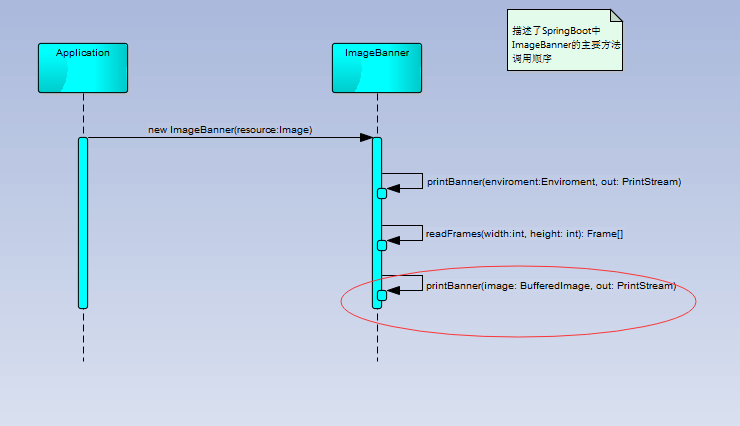 描述了SpringBoot中
ImageBanner的主要方法
调用顺序
Application
ImageBanner
new ImageBanner(resource:Image)
printBanner(enviroment:Enviroment, out: PrintStream)
readFrames(width:int, height: int): Frame[]
printBanner(image: BufferedImage, out: PrintStream)